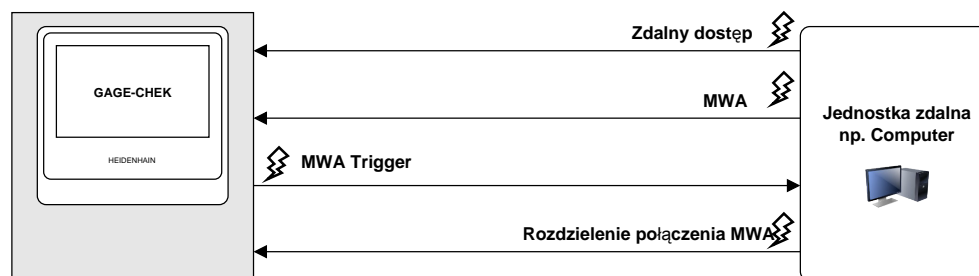 Zdalny dostęp
GAGE-CHEK
MWA
Jednostka zdalna
np. Computer
HEIDENHAIN
MWA Trigger
Rozdzielenie połączenia MWA